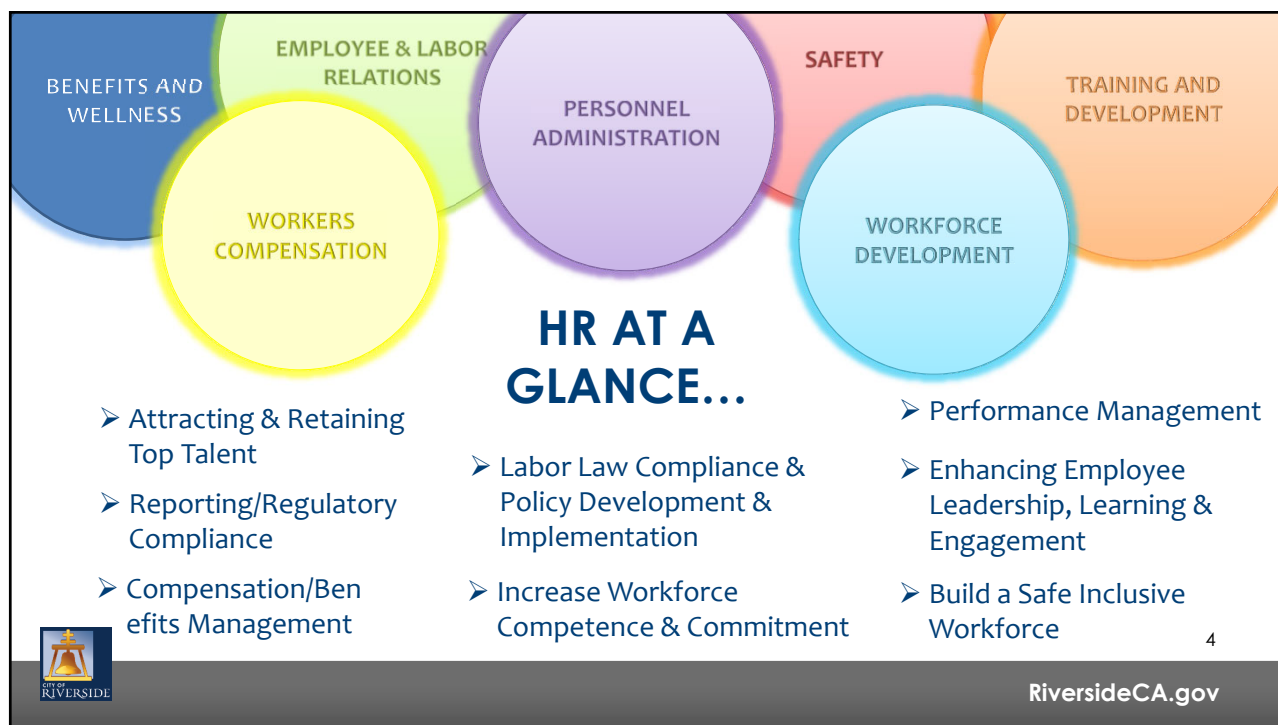 BENEFITS AND
WELLNESS
EMPLOYEE & LABOR
RELATIONS
PERSONNEL
ADMINISTRATION
SAFETY
TRAINING AND
DEVELOPMENT
WORKERS
COMPENSATION
WORKFORCE
DEVELOPMENT
HR AT A
GLANCE...
➢ Attracting & Retaining
Top Talent
➢ Reporting/Regulatory
Compliance
➢ Compensation/Ben
efits Management
➢ Labor Law Compliance &
Policy Development &
Implementation
➢ Increase Workforce
Competence & Commitment
➢ Performance Management
➢ Enhancing Employee
Leadership, Learning &
Engagement
➢ Build a Safe Inclusive
Workforce
4
CITY OF
RIVERSIDE
RiversideCA.gov